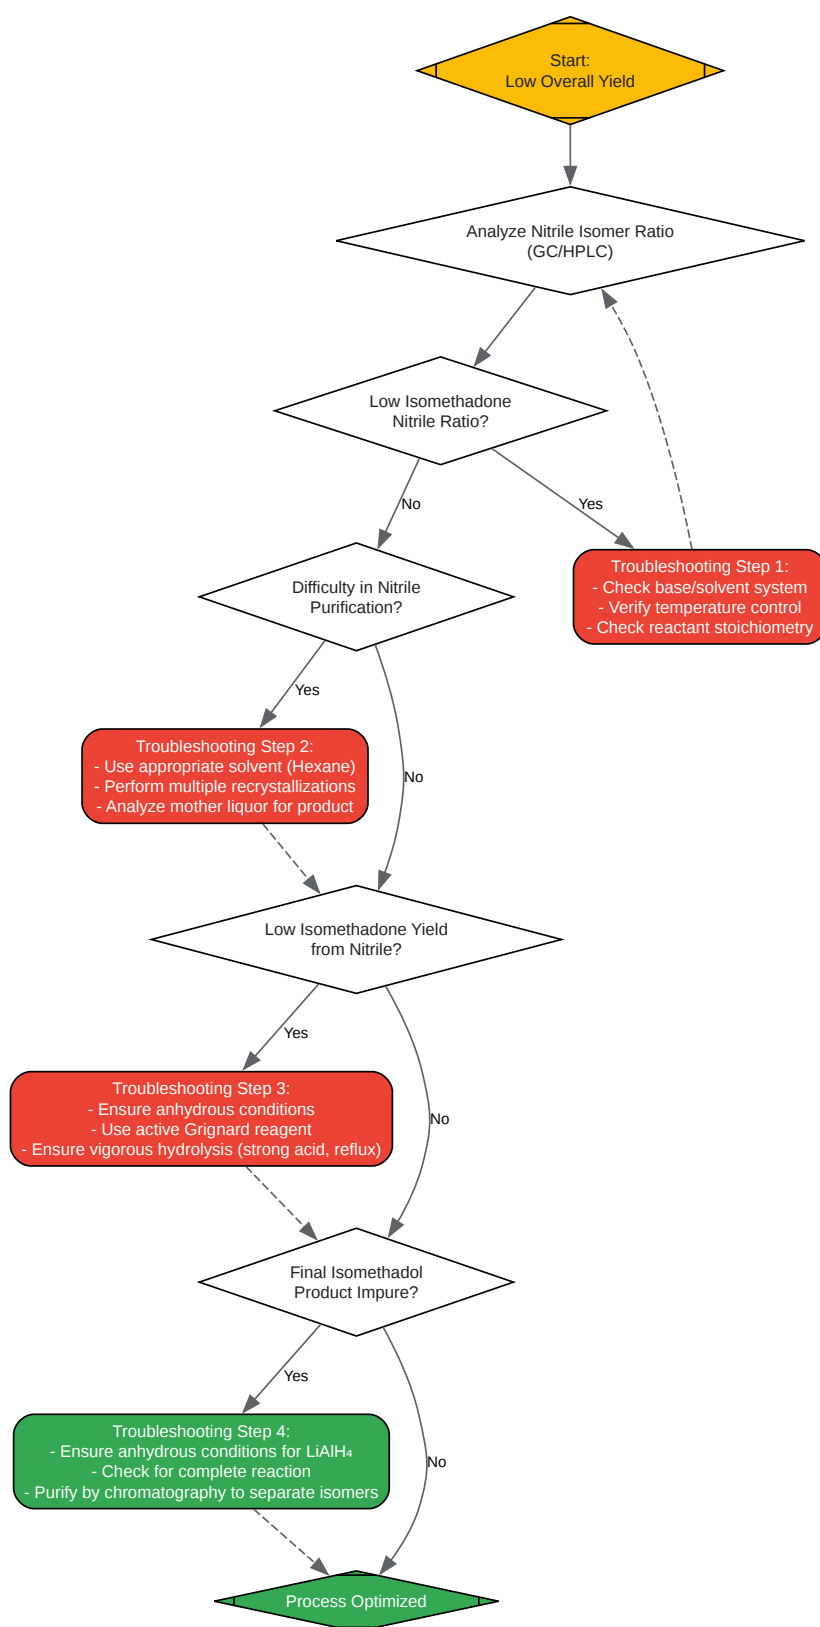 Start:
Low Overall Yield
Analyze Nitrile Isomer Ratio
(GC/HPLC)
Low Isomethadone
Nitrile Ratio?
No
Yes
Difficulty in Nitrile
Purification?
Troubleshooting Step 1:
- Check base/solvent system
- Verify temperature control
- Check reactant stoichiometry
Yes
No
Troubleshooting Step 2:
- Use appropriate solvent (Hexane)
- Perform multiple recrystallizations
- Analyze mother liquor for product
Low Isomethadone Yield
from Nitrile?
Yes
No
Troubleshooting Step 3:
- Ensure anhydrous conditions
- Use active Grignard reagent
- Ensure vigorous hydrolysis (strong acid, reflux)
Final Isomethadol
Product Impure?
Yes
No
Troubleshooting Step 4:
- Ensure anhydrous conditions for LiAlH₄
- Check for complete reaction
- Purify by chromatography to separate isomers
Process Optimized